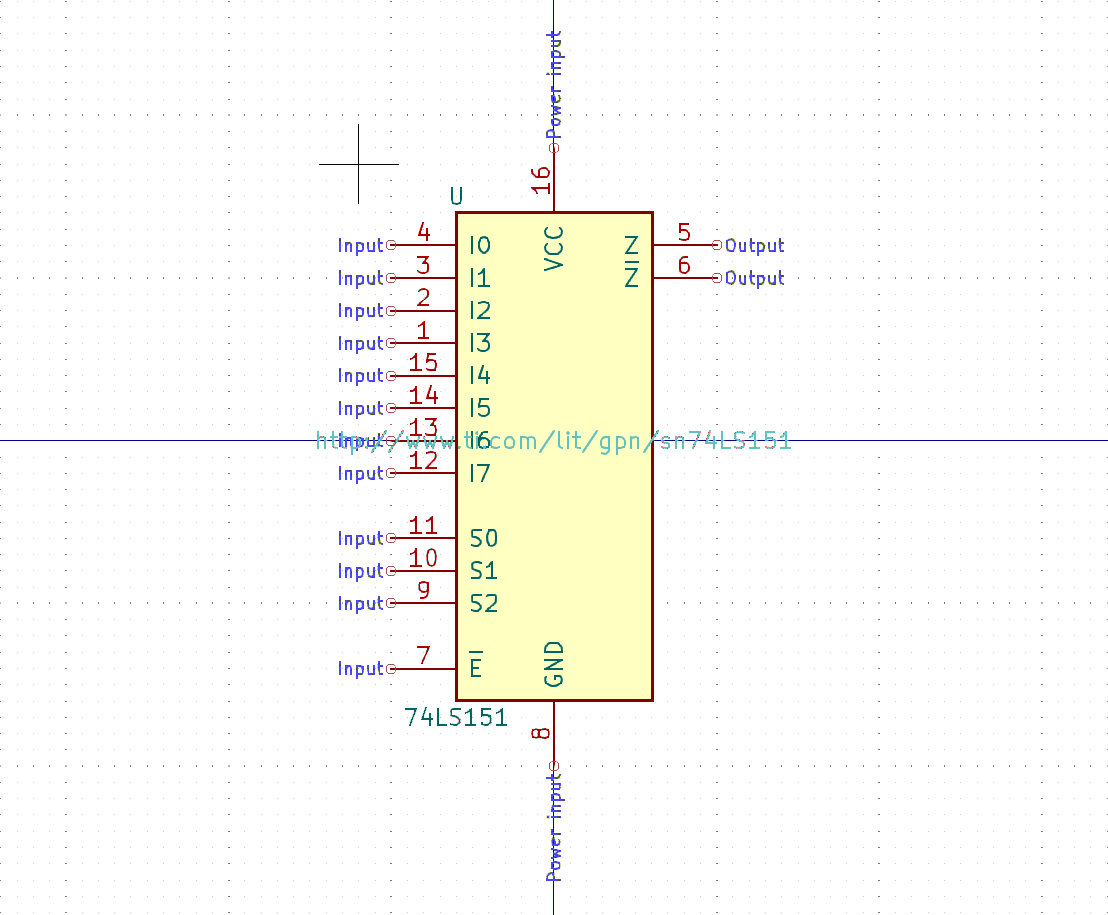 Power input
16
U
4 I0 VCC Z 5
Input Output
3 I1 Z̅ 6
Input Output
2 I2
Input
1 I3
Input
15 I4
Input
14 I5
Input
13 I6
Input
http://www.ti.com/lit/gpn/sn74LS151
12 I7
Input
11 S0
Input
10 S1
Input
9 S2
Input
7 E̅ GND
Input
74LS151
8
Power input